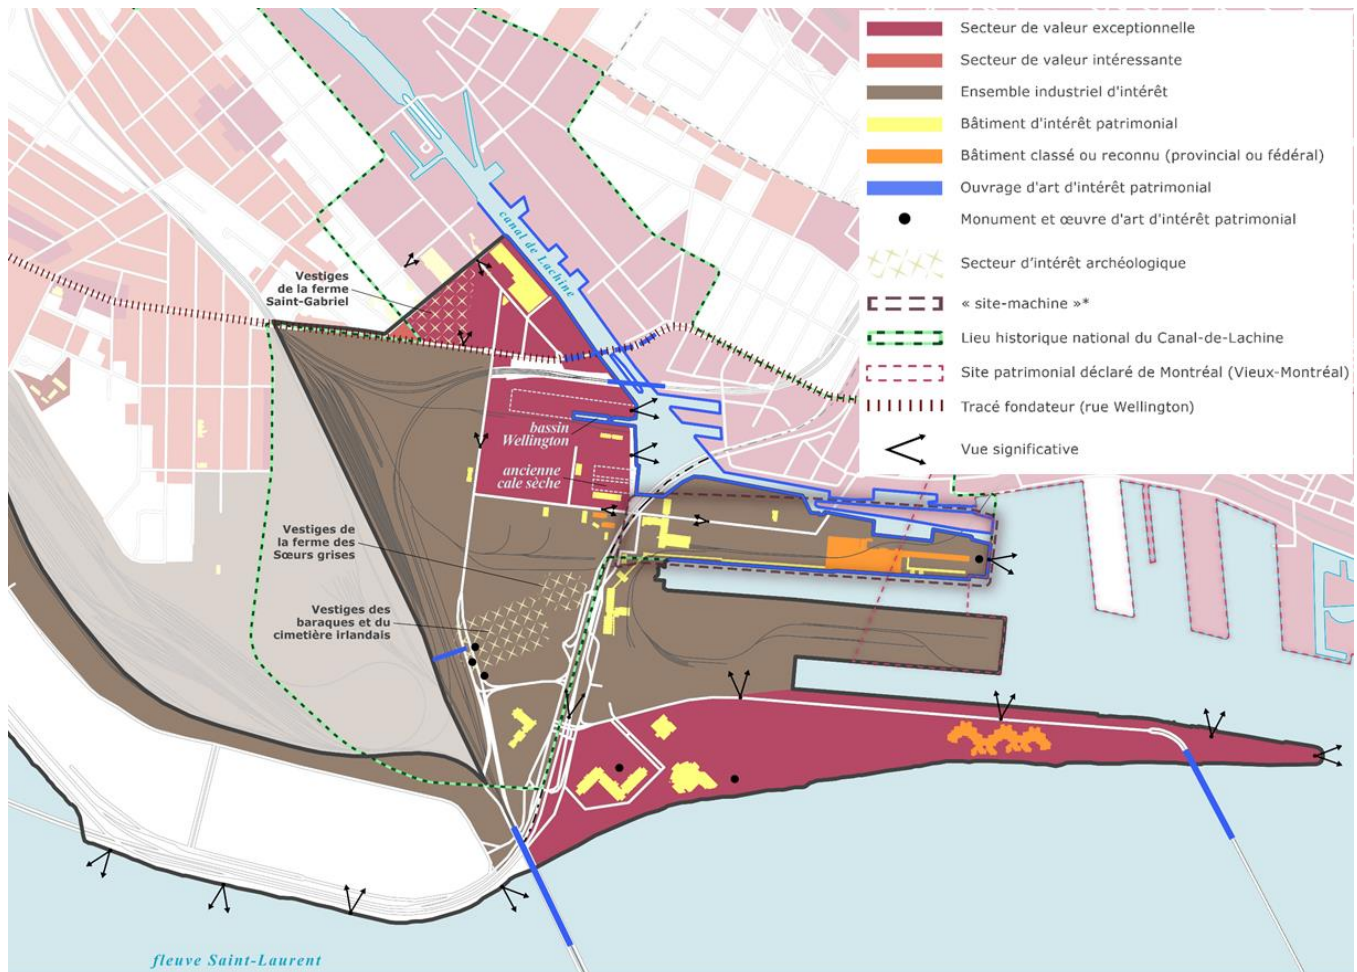 Secteur de valeur exceptionnelle
Secteur de valeur intéressante
Ensemble industriel d'intérêt
Bâtiment d'intérêt patrimonial
Bâtiment classé ou reconnu (provincial ou fédéral)
Ouvrage d'art d'intérêt patrimonial
Monument et œuvre d'art d'intérêt patrimonial
Secteur d'intérêt archéologique
« site-machine »*
Lieu historique national du Canal-de-Lachine
Site patrimonial déclaré de Montréal (Vieux-Montréal)
Tracé fondateur (rue Wellington)
Vue significative
canal de Lachine
Vestiges
de la ferme
Saint-Gabriel
bassin
Wellington
ancienne
cale sèche
Vestiges de
la ferme des
Sœurs grises
Vestiges des
baraques et du
cimetière irlandais
fleuve Saint-Laurent